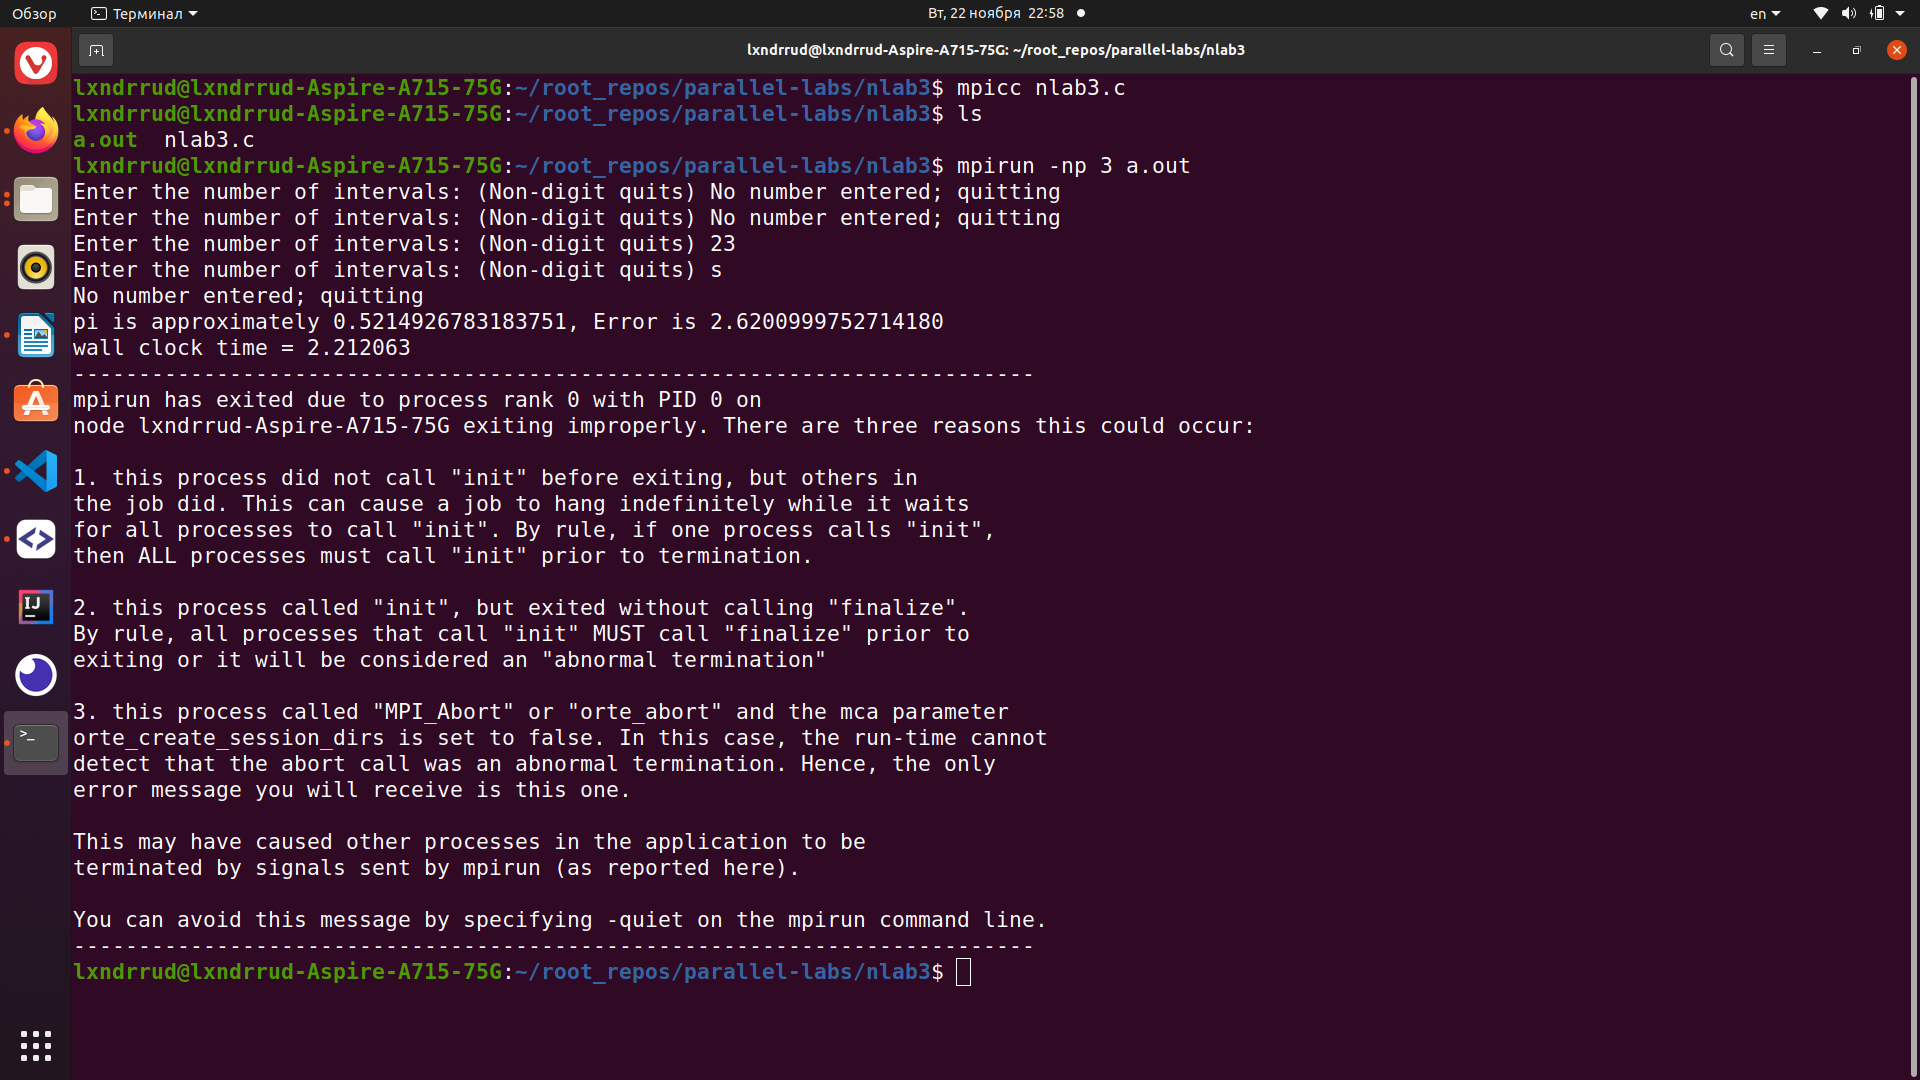 Обзор
Терминал
Вт, 22 ноября 22:58
en
lxndrrud@lxndrrud-Aspire-A715-75G: ~/root_repos/parallel-labs/nlab3
lxndrrud@lxndrrud-Aspire-A715-75G:~/root_repos/parallel-labs/nlab3$ mpicc nlab3.c
lxndrrud@lxndrrud-Aspire-A715-75G:~/root_repos/parallel-labs/nlab3$ ls
a.out  nlab3.c
lxndrrud@lxndrrud-Aspire-A715-75G:~/root_repos/parallel-labs/nlab3$ mpirun -np 3 a.out
Enter the number of intervals: (Non-digit quits) No number entered; quitting
Enter the number of intervals: (Non-digit quits) No number entered; quitting
Enter the number of intervals: (Non-digit quits) 23
Enter the number of intervals: (Non-digit quits) s
No number entered; quitting
pi is approximately 0.5214926783183751, Error is 2.6200999752714180
wall clock time = 2.212063
--------------------------------------------------------------------------
mpirun has exited due to process rank 0 with PID 0 on
node lxndrrud-Aspire-A715-75G exiting improperly. There are three reasons this could occur:
1. this process did not call "init" before exiting, but others in
the job did. This can cause a job to hang indefinitely while it waits
for all processes to call "init". By rule, if one process calls "init",
then ALL processes must call "init" prior to termination.
2. this process called "init", but exited without calling "finalize".
By rule, all processes that call "init" MUST call "finalize" prior to
exiting or it will be considered an "abnormal termination"
3. this process called "MPI_Abort" or "orte_abort" and the mca parameter
orte_create_session_dirs is set to false. In this case, the run-time cannot
detect that the abort call was an abnormal termination. Hence, the only
error message you will receive is this one.
This may have caused other processes in the application to be
terminated by signals sent by mpirun (as reported here).
You can avoid this message by specifying -quiet on the mpirun command line.
--------------------------------------------------------------------------
lxndrrud@lxndrrud-Aspire-A715-75G:~/root_repos/parallel-labs/nlab3$
IJ
>_